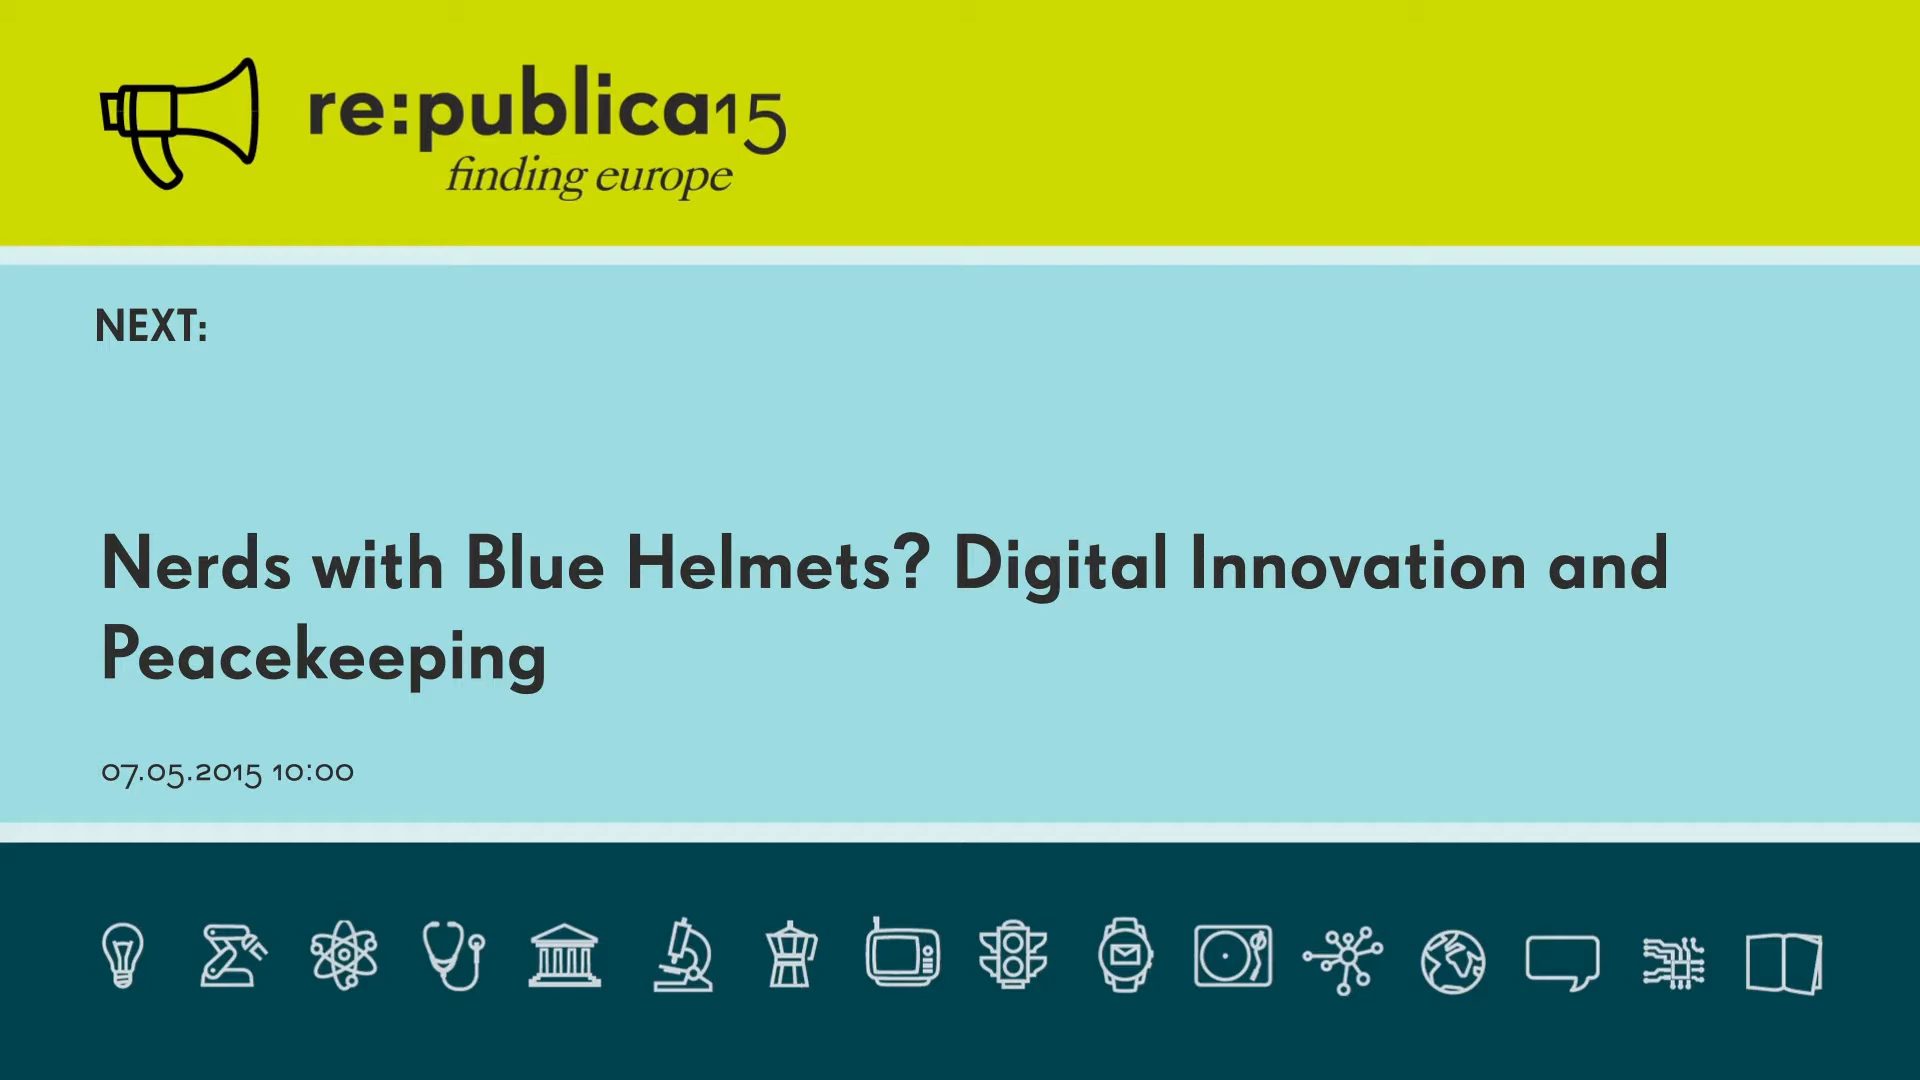 re:publica15
finding europe
NEXT:
Nerds with Blue Helmets? Digital Innovation and
Peacekeeping
07.05.2015 10:00